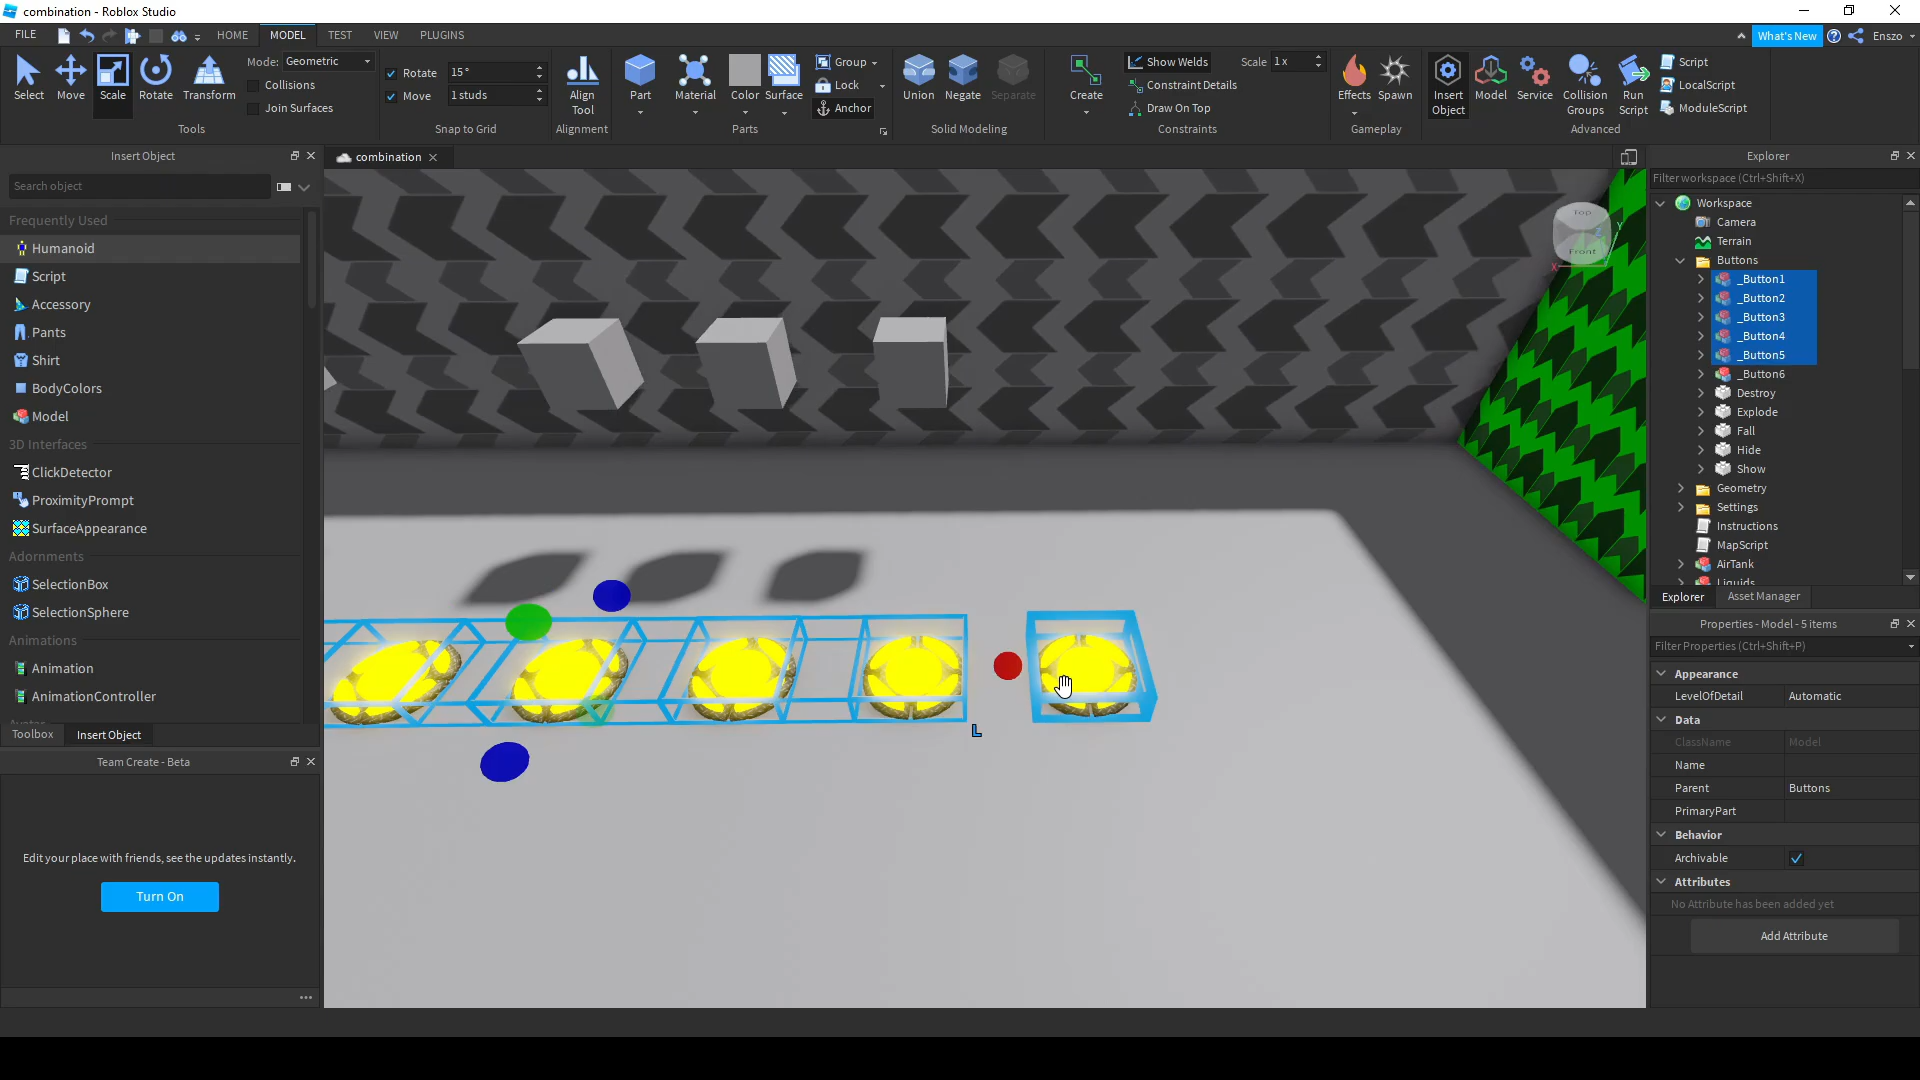 combination - Roblox Studio
FILE HOME MODEL TEST VIEW PLUGINS What's New Enszo
Select Move Scale Rotate Transform
Mode: Geometric
Collisions
Join Surfaces
Tools
Rotate 15°
Move 1 studs
Snap to Grid
Align Tool
Alignment
Part Material Color Surface
Group
Lock
Anchor
Parts
Union Negate Separate
Solid Modeling
Create
Show Welds Scale 1x
Constraint Details
Draw On Top
Constraints
Effects Spawn
Gameplay
Insert Object Model Service Collision Groups Run Script
Script
LocalScript
ModuleScript
Advanced
Insert Object
Search object
Frequently Used
Humanoid
Script
Accessory
Pants
Shirt
BodyColors
Model
3D Interfaces
ClickDetector
ProximityPrompt
SurfaceAppearance
Adornments
SelectionBox
SelectionSphere
Animations
Animation
AnimationController
Toolbox Insert Object
Team Create - Beta
Edit your place with friends, see the updates instantly.
Turn On
combination
Top
Front
X
Y
Z
L
Explorer
Filter workspace (Ctrl+Shift+X)
Workspace
Camera
Terrain
Buttons
_Button1
_Button2
_Button3
_Button4
_Button5
_Button6
Destroy
Explode
Fall
Hide
Show
Geometry
Settings
Instructions
MapScript
AirTank
Liquids
Explorer Asset Manager
Properties - Model - 5 items
Filter Properties (Ctrl+Shift+P)
Appearance
LevelOfDetail Automatic
Data
ClassName Model
Name
Parent Buttons
PrimaryPart
Behavior
Archivable
Attributes
No Attribute has been added yet
Add Attribute